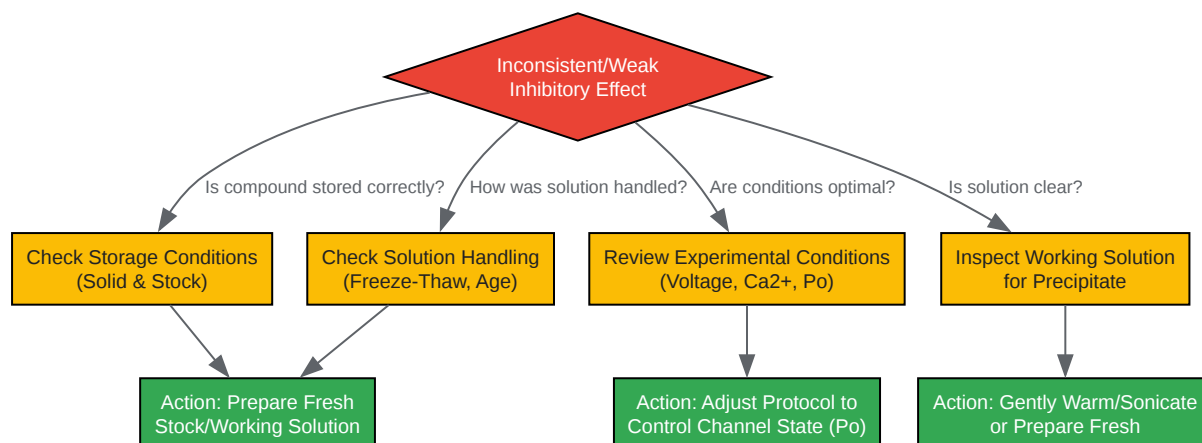 Inconsistent/Weak
Inhibitory Effect
Is compound stored correctly?
How was solution handled?
Are conditions optimal?
Is solution clear?
Check Storage Conditions
(Solid & Stock)
Check Solution Handling
(Freeze-Thaw, Age)
Review Experimental Conditions
(Voltage, Ca2+, Po)
Inspect Working Solution
for Precipitate
Action: Prepare Fresh
Stock/Working Solution
Action: Adjust Protocol to
Control Channel State (Po)
Action: Gently Warm/Sonicate
or Prepare Fresh